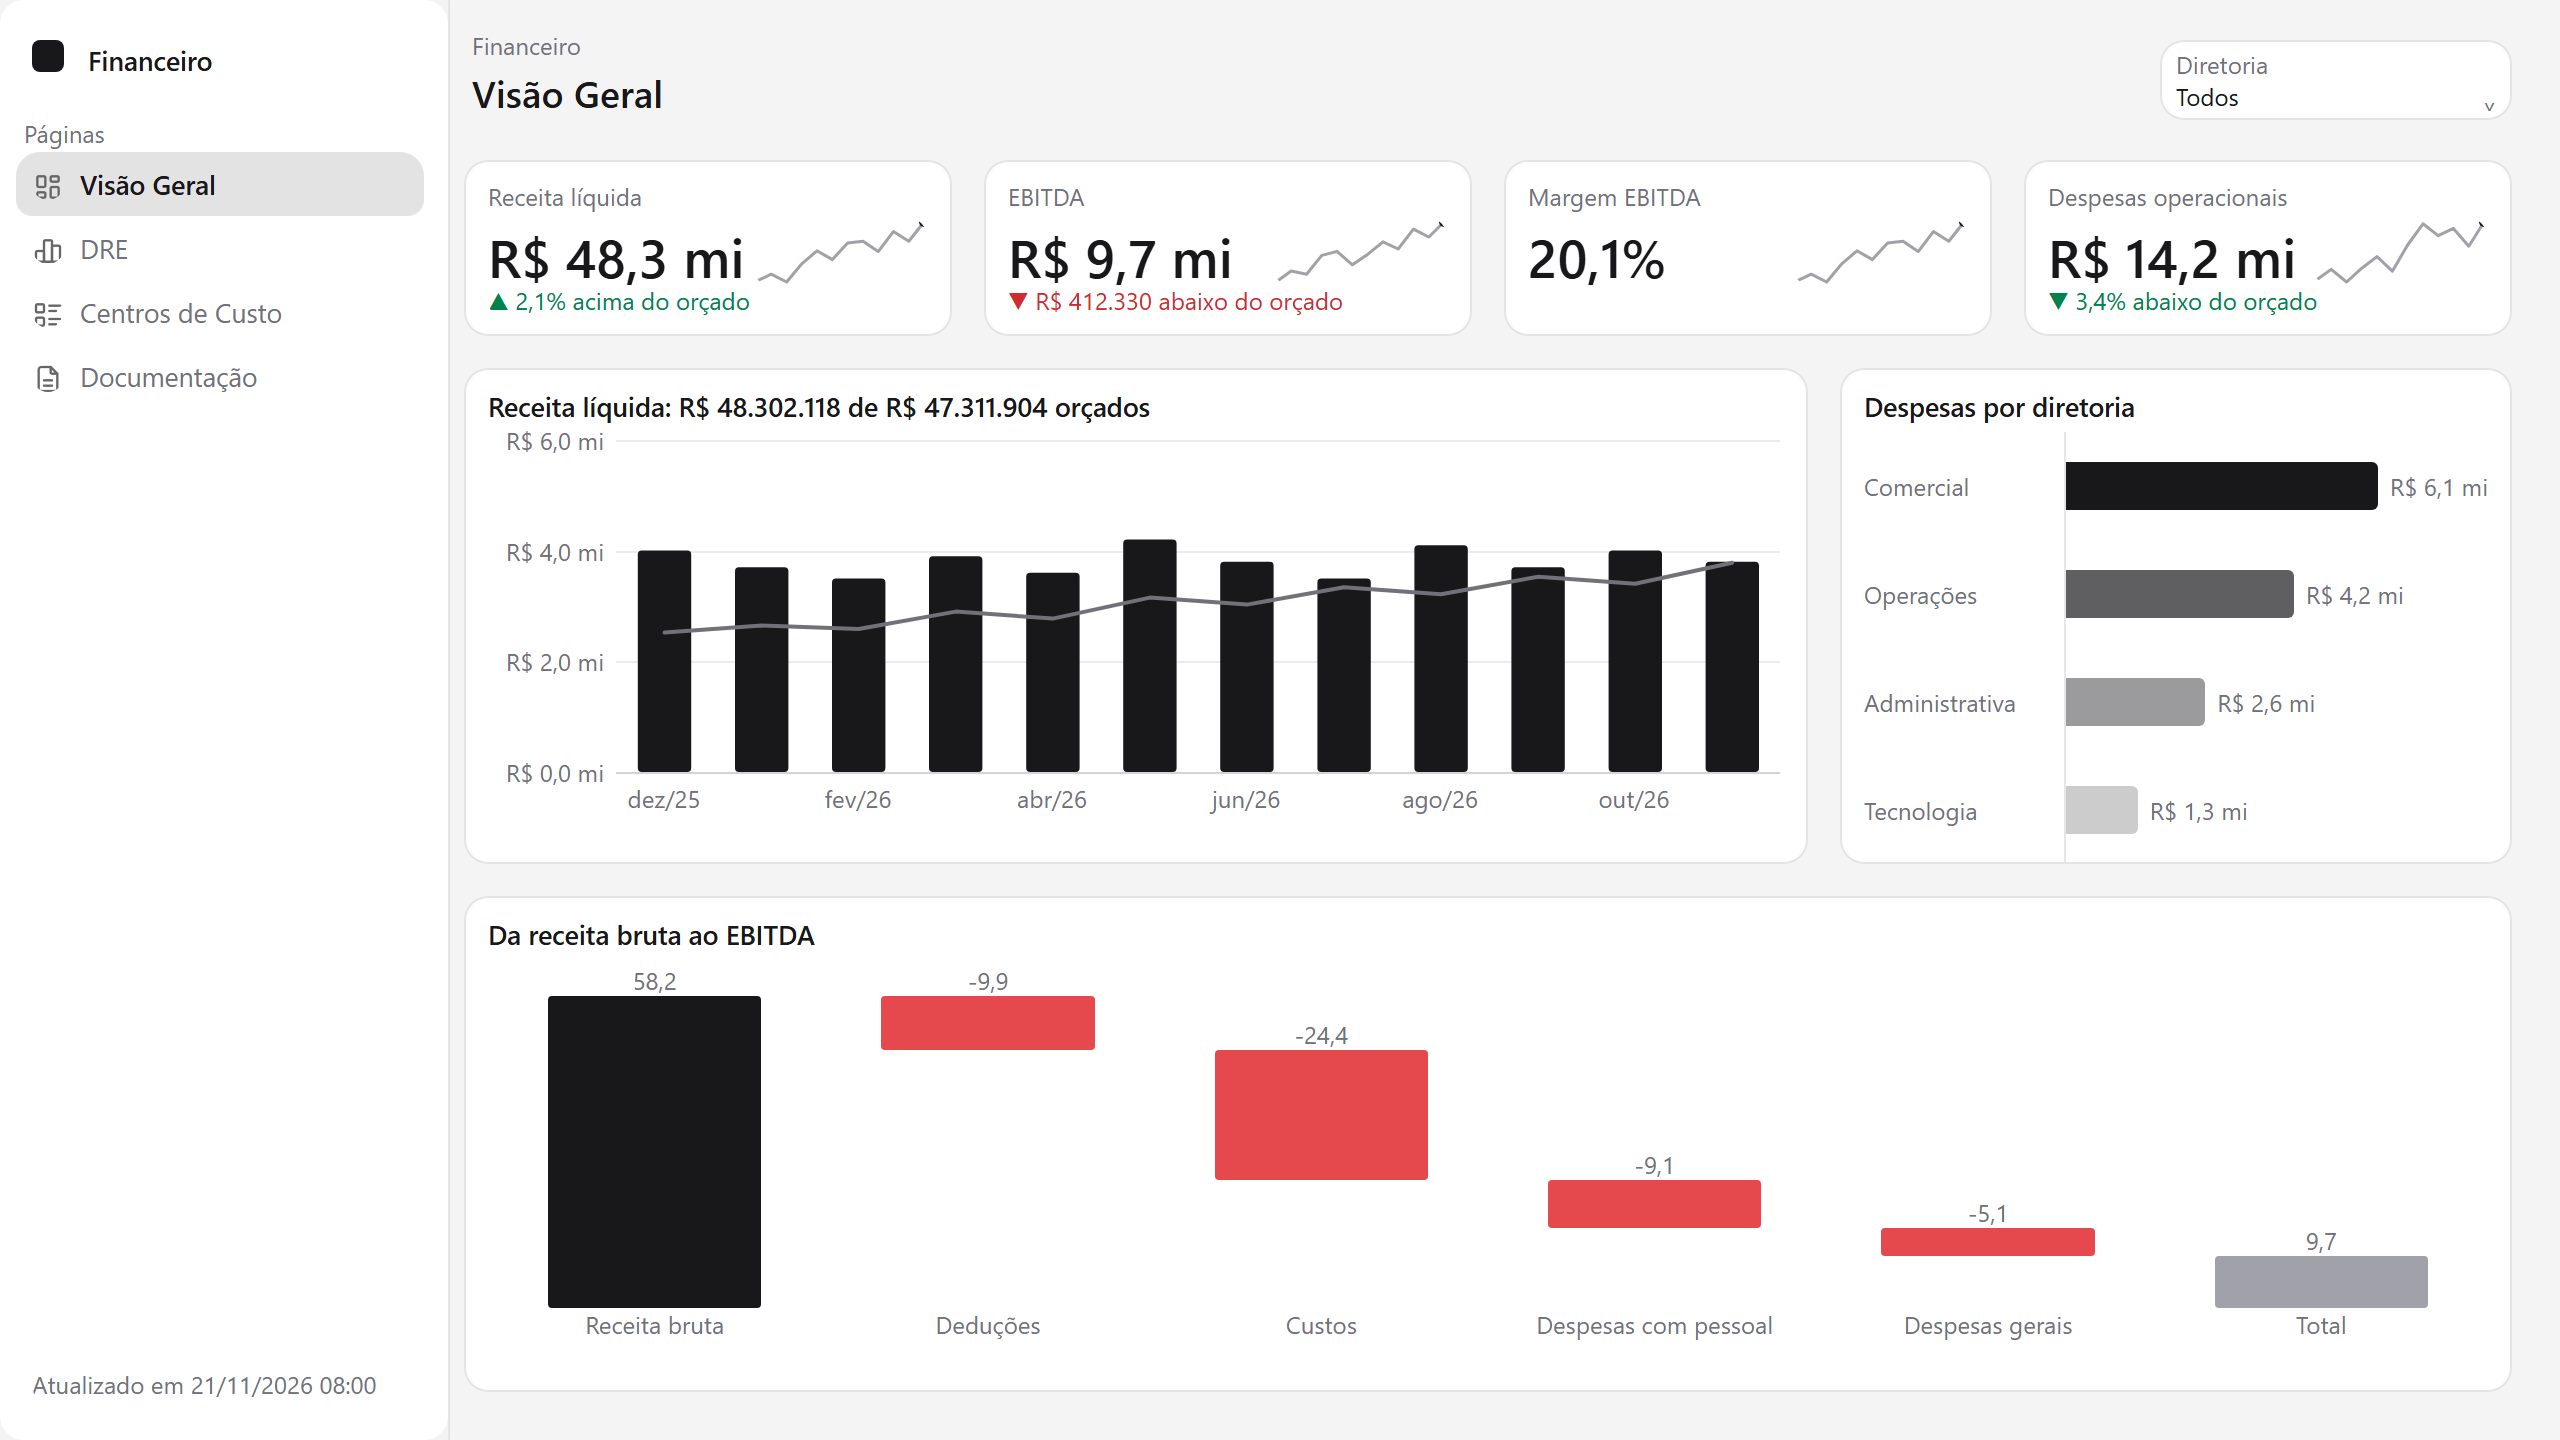 Financeiro
Páginas
Visão Geral
DRE
Centros de Custo
Documentação
Atualizado em 21/11/2026 08:00
Financeiro
Visão Geral
Diretoria
Todos
Receita líquida
R$ 48,3 mi
▲ 2,1% acima do orçado
EBITDA
R$ 9,7 mi
▼ R$ 412.330 abaixo do orçado
Margem EBITDA
20,1%
Despesas operacionais
R$ 14,2 mi
▼ 3,4% abaixo do orçado
Receita líquida: R$ 48.302.118 de R$ 47.311.904 orçados
R$ 6,0 mi
R$ 4,0 mi
R$ 2,0 mi
R$ 0,0 mi
dez/25 fev/26 abr/26 jun/26 ago/26 out/26
Despesas por diretoria
Comercial R$ 6,1 mi
Operações R$ 4,2 mi
Administrativa R$ 2,6 mi
Tecnologia R$ 1,3 mi
Da receita bruta ao EBITDA
58,2 -9,9 -24,4 -9,1 -5,1 9,7
Receita bruta Deduções Custos Despesas com pessoal Despesas gerais Total